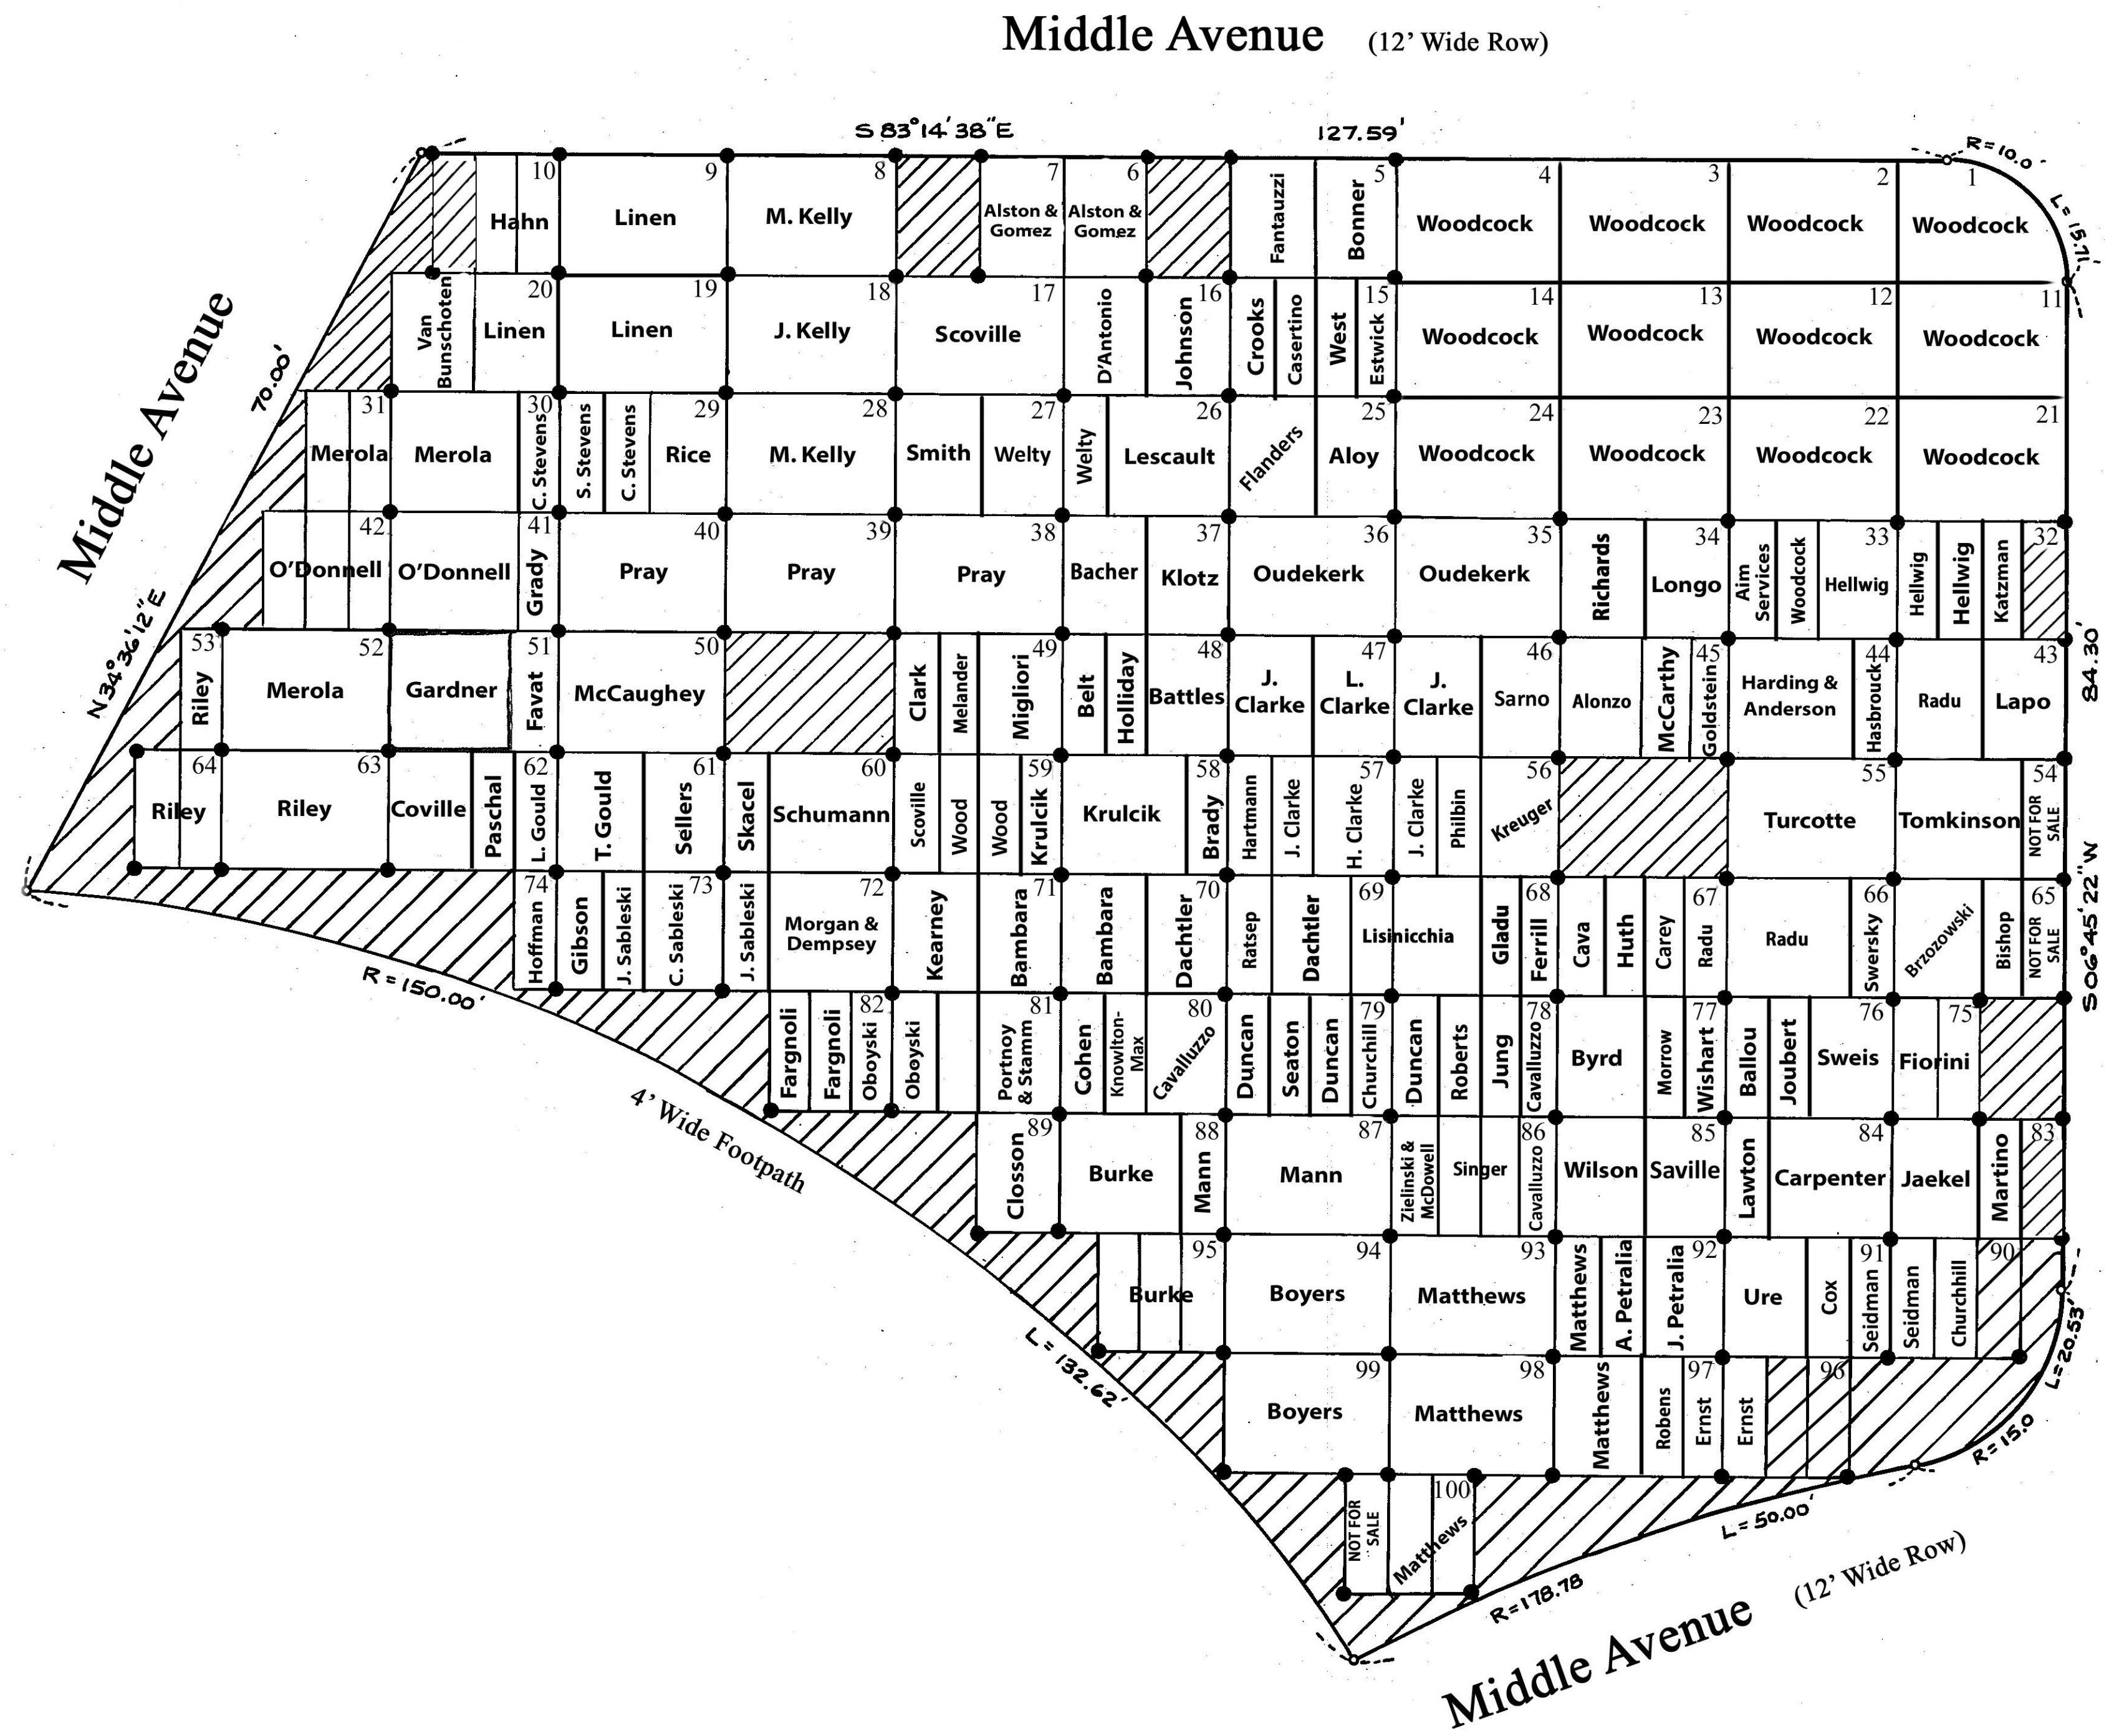 Middle Avenue (12' Wide Row)
S 83°14'38"E 127.59'
R=10.0'
L=15.71'
Middle Avenue
70.00'
N 34°36'12"E
10 9 8 7 6 5 4 3 2 1
Hahn Linen M. Kelly Alston & Gomez Alston & Gomez Fantauzzi Bonner Woodcock Woodcock Woodcock Woodcock
20 19 18 17 16 15 14 13 12 11
Van Bunschoten Linen Linen J. Kelly Scoville D'Antonio Johnson Crooks Casertino West Estwick Woodcock Woodcock Woodcock Woodcock
31 30 29 28 27 26 25 24 23 22 21
Merola Merola C. Stevens S. Stevens C. Stevens Rice M. Kelly Smith Welty Welty Lescault Flanders Aloy Woodcock Woodcock Woodcock Woodcock
42 41 40 39 38 37 36 35 34 33 32
O'Donnell O'Donnell Grady Pray Pray Pray Bacher Klotz Oudekerk Oudekerk Richards Longo Aim Services Woodcock Hellwig Hellwig Hellwig Katzman
53 52 51 50 49 48 47 46 45 44 43
Riley Merola Gardner Favat McCaughey Clark Melander Migliori Belt Holliday Battles J. Clarke L. Clarke J. Clarke Sarno Alonzo McCarthy Goldstein Harding & Anderson Hasbrouck Radu Lapo
84.30'
64 63 62 61 60 59 58 57 56 55 54
Riley Riley Coville Paschal L. Gould T. Gould Sellers Skacel Schumann Scoville Wood Wood Krulcik Krulcik Brady Hartmann J. Clarke H. Clarke J. Clarke Philbin Kreuger Turcotte Tomkinson NOT FOR SALE
S06°45'22"W
74 73 72 71 70 69 68 67 66 65
Hoffman Gibson J. Sableski C. Sableski J. Sableski Morgan & Dempsey Kearney Bambara Bambara Dachtler Ratsep Dachtler Lisinicchia Gladu Ferrill Cava Huth Carey Radu Radu Swersky Brzozowski Bishop NOT FOR SALE
R=150.00'
82 81 80 79 78 77 76 75
Fargnoli Fargnoli Oboyski Oboyski Portnoy & Stamm Cohen Knowlton-Max Cavalluzzo Duncan Seaton Duncan Churchill Duncan Roberts Jung Cavalluzzo Byrd Morrow Wishart Ballou Joubert Sweis Fiorini
4' Wide Footpath
89 88 87 86 85 84 83
Closson Burke Mann Mann Zielinski & McDowell Singer Cavalluzzo Wilson Saville Lawton Carpenter Jaekel Martino
95 94 93 92 91 90
Burke Boyers Matthews Matthews A. Petralia J. Petralia Ure Cox Seidman Seidman Churchhill
L=132.62'
L=20.53'
99 98 97 96
Boyers Matthews Matthews Robens Ernst Ernst
R=15.0
100
NOT FOR SALE Matthews
L=50.00'
R=178.78
Middle Avenue (12' Wide Row)